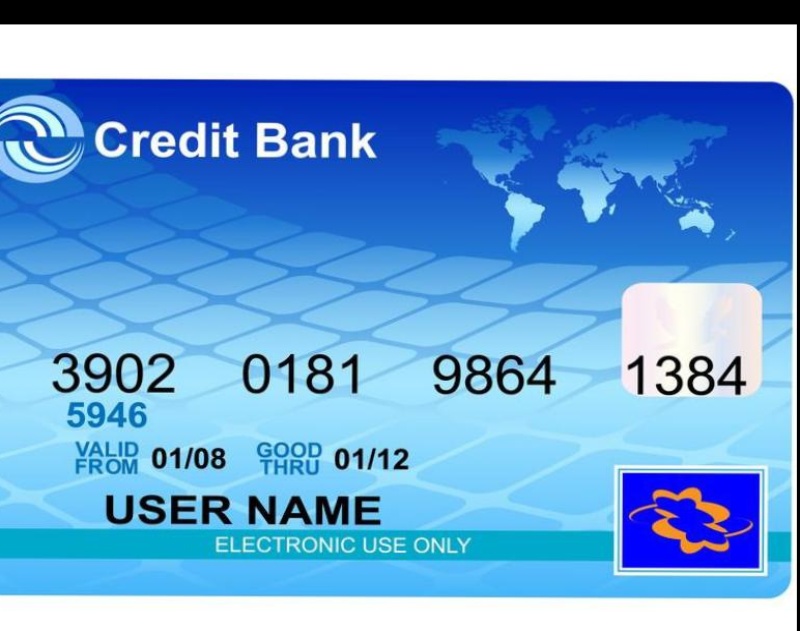 Credit Bank
3902 0181 9864 1384
5946
VALID FROM 01/08 GOOD THRU 01/12
USER NAME
ELECTRONIC USE ONLY